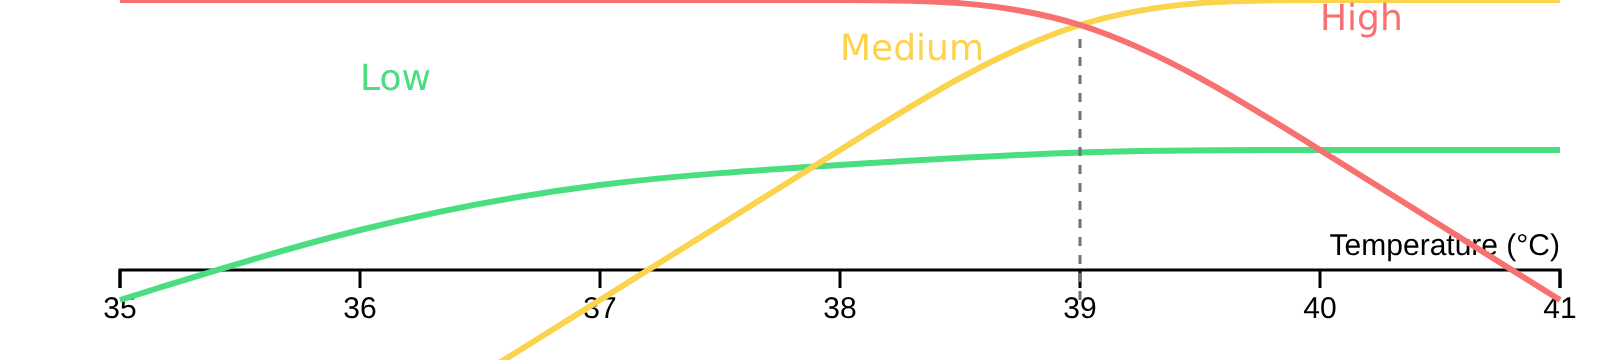 High
Medium
Low
Temperature (°C)
35 36 37 38 39 40 41